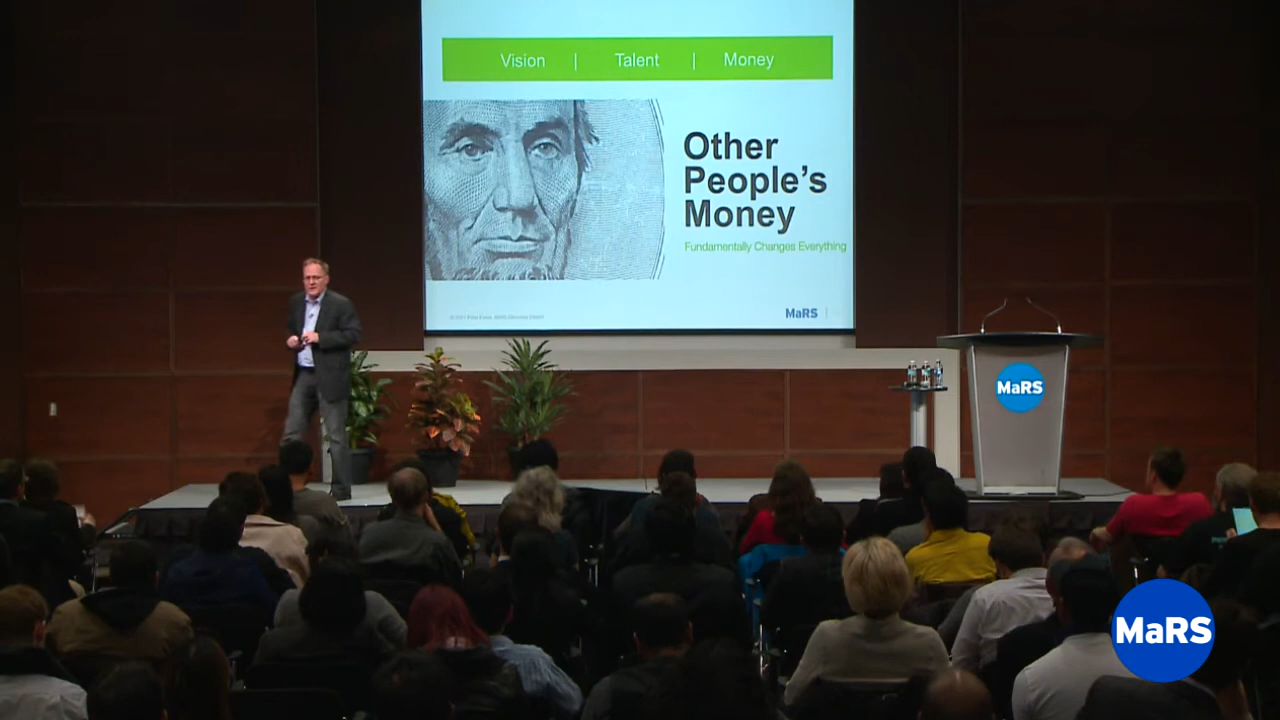 Vision | Talent | Money
Other
People's
Money
Fundamentally Changes Everything
MaRS
MaRS
MaRS